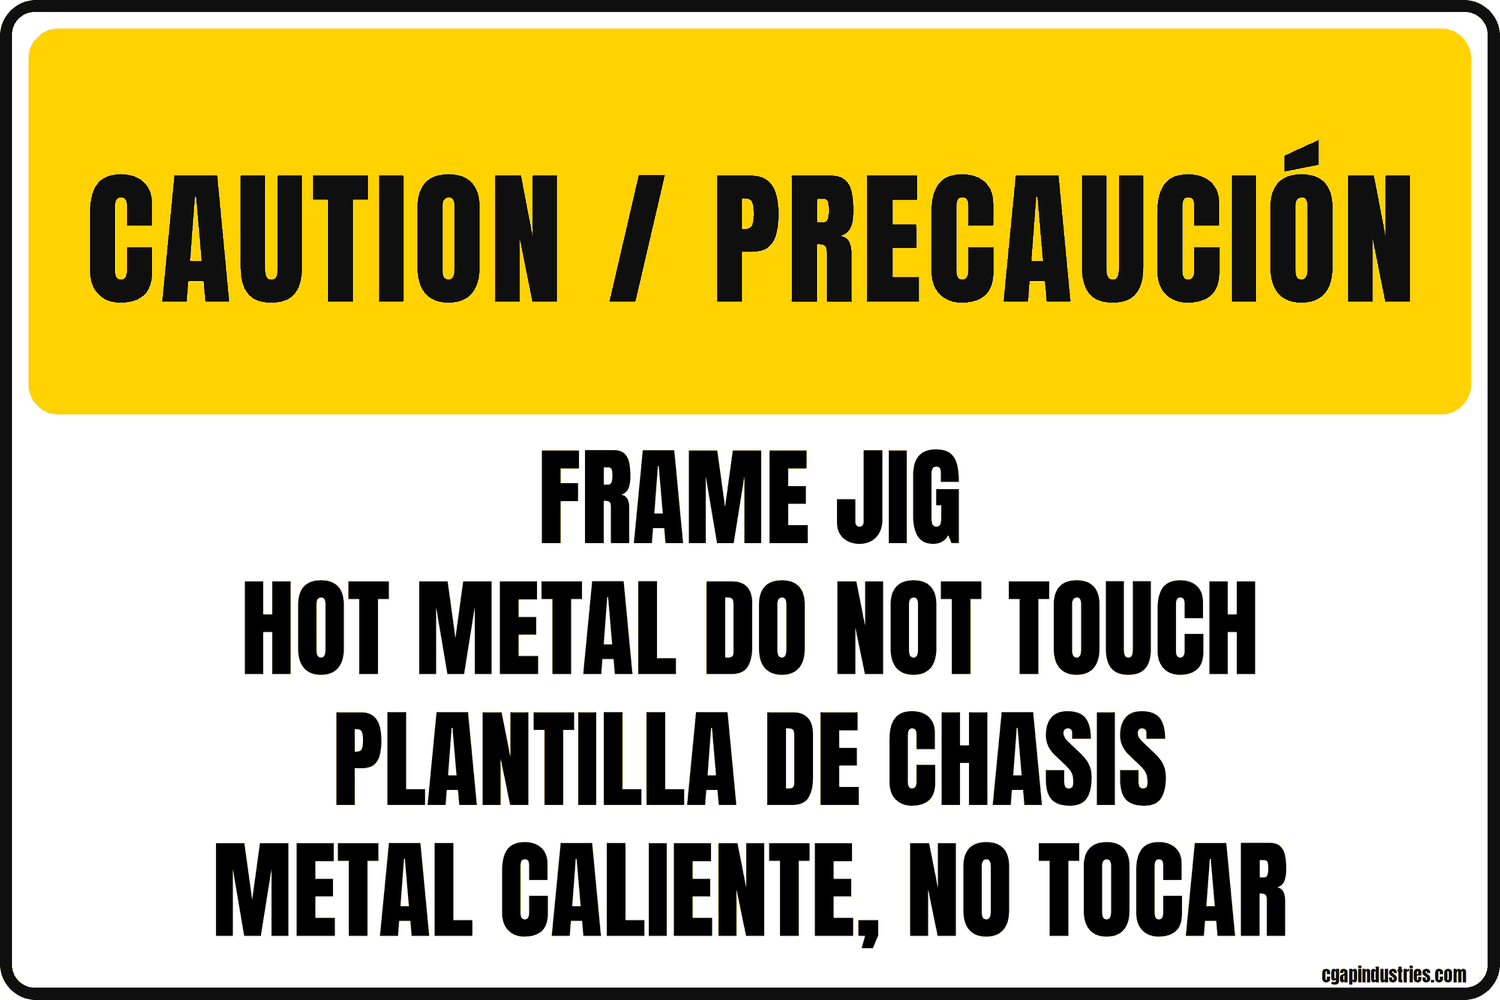 CAUTION / PRECAUCIÓN
FRAME JIG
HOT METAL DO NOT TOUCH
PLANTILLA DE CHASIS
METAL CALIENTE, NO TOCAR
cgapindustries.com